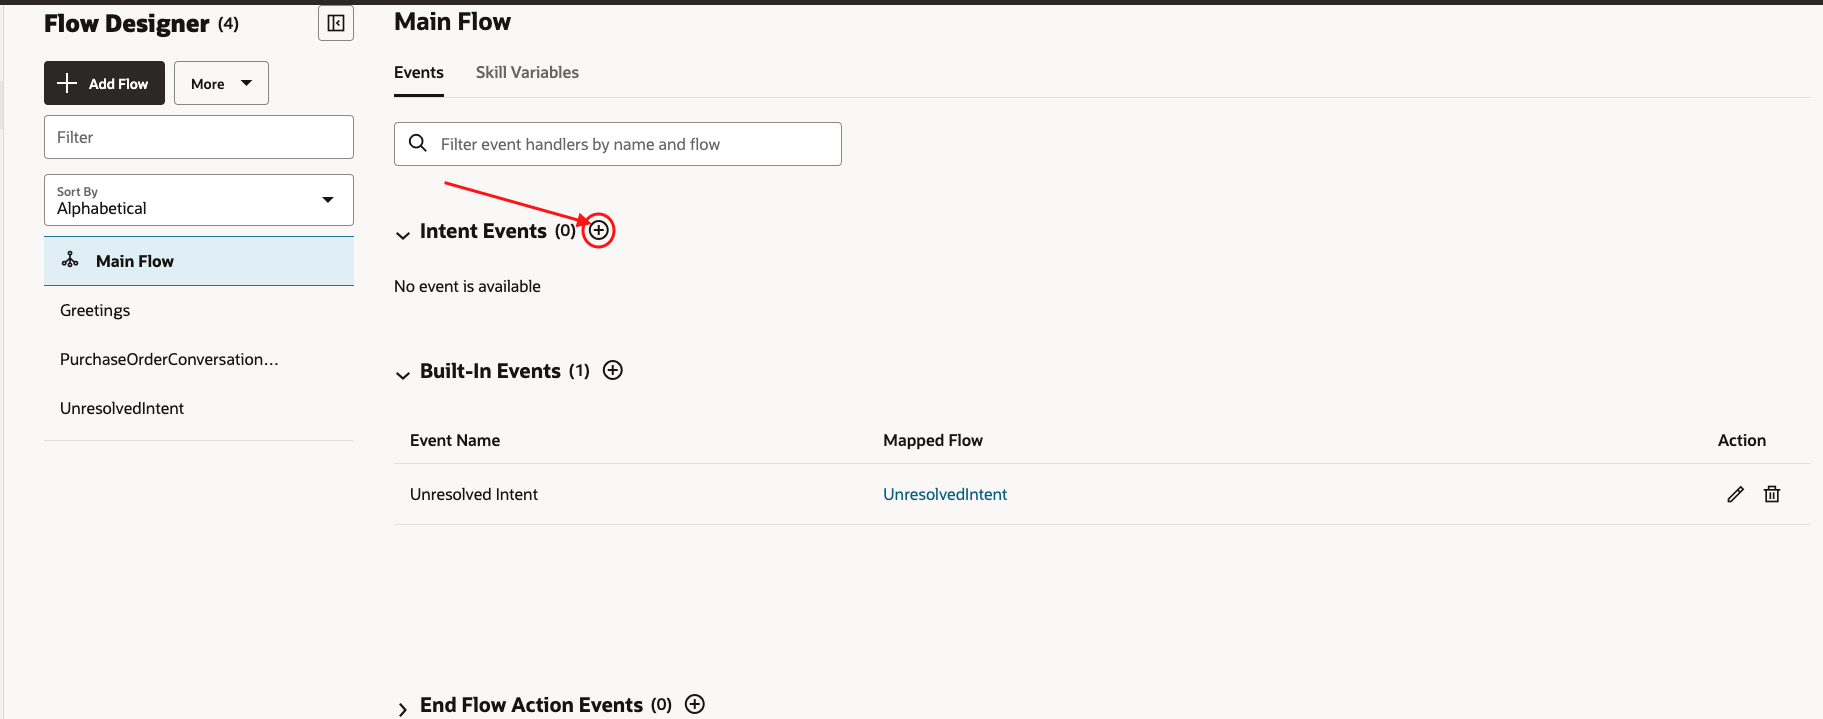 Flow Designer (4)
Add Flow
More
Filter
Sort By
Alphabetical
Main Flow
Greetings
PurchaseOrderConversation...
UnresolvedIntent
Main Flow
Events
Skill Variables
Filter event handlers by name and flow
Intent Events (0)
No event is available
Built-In Events (1)
Event Name
Mapped Flow
Action
Unresolved Intent
UnresolvedIntent
End Flow Action Events (0)